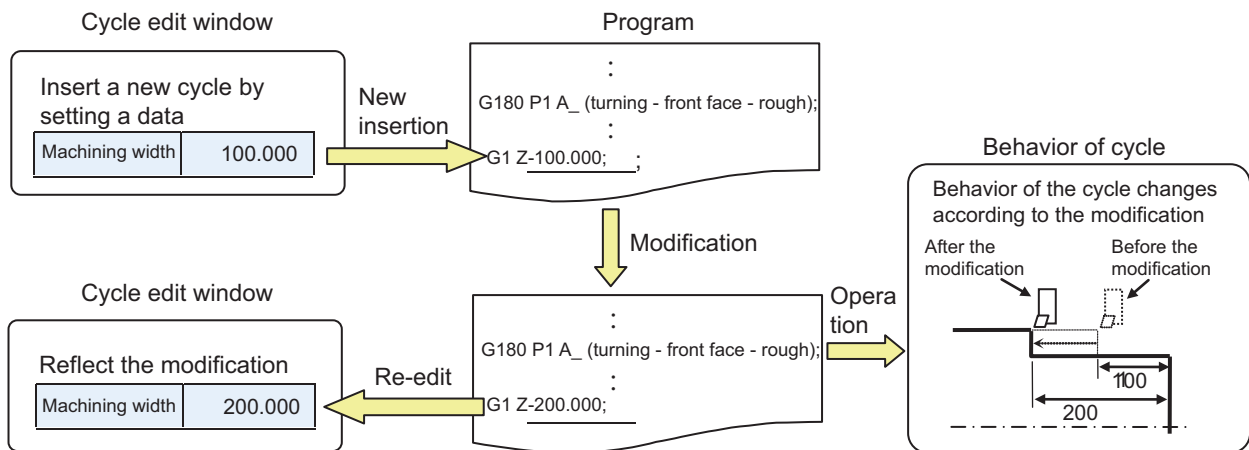 Cycle edit window
Insert a new cycle by
setting a data
Machining width 100.000
New
insertion
Program
:
G180 P1 A_ (turning - front face - rough);
:
G1 Z-100.000; ;
Modification
Cycle edit window
Reflect the modification
Machining width 200.000
Re-edit
:
G180 P1 A_ (turning - front face - rough);
:
G1 Z-200.000;
Opera
tion
Behavior of cycle
Behavior of the cycle changes
according to the modification
After the
modification
Before the
modification
100
200